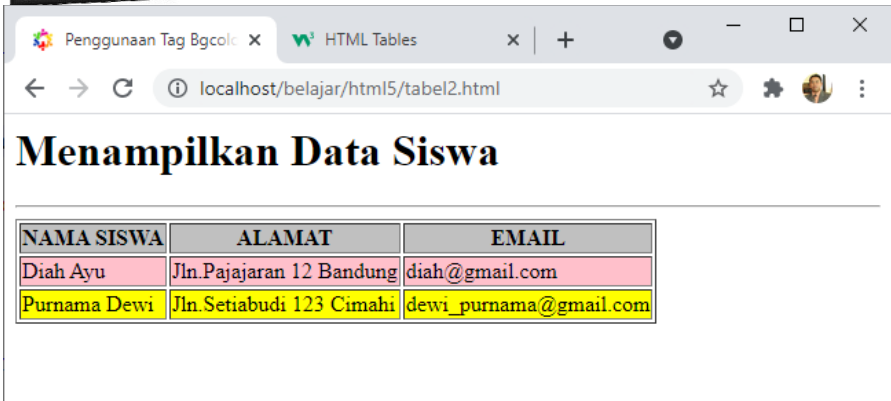 Penggunaan Tag Bgcolo HTML Tables
localhost/belajar/html5/tabel2.html
Menampilkan Data Siswa
NAMA SISWA ALAMAT EMAIL
Diah Ayu Jln.Pajajaran 12 Bandung diah@gmail.com
Purnama Dewi Jln.Setiabudi 123 Cimahi dewi_purnama@gmail.com